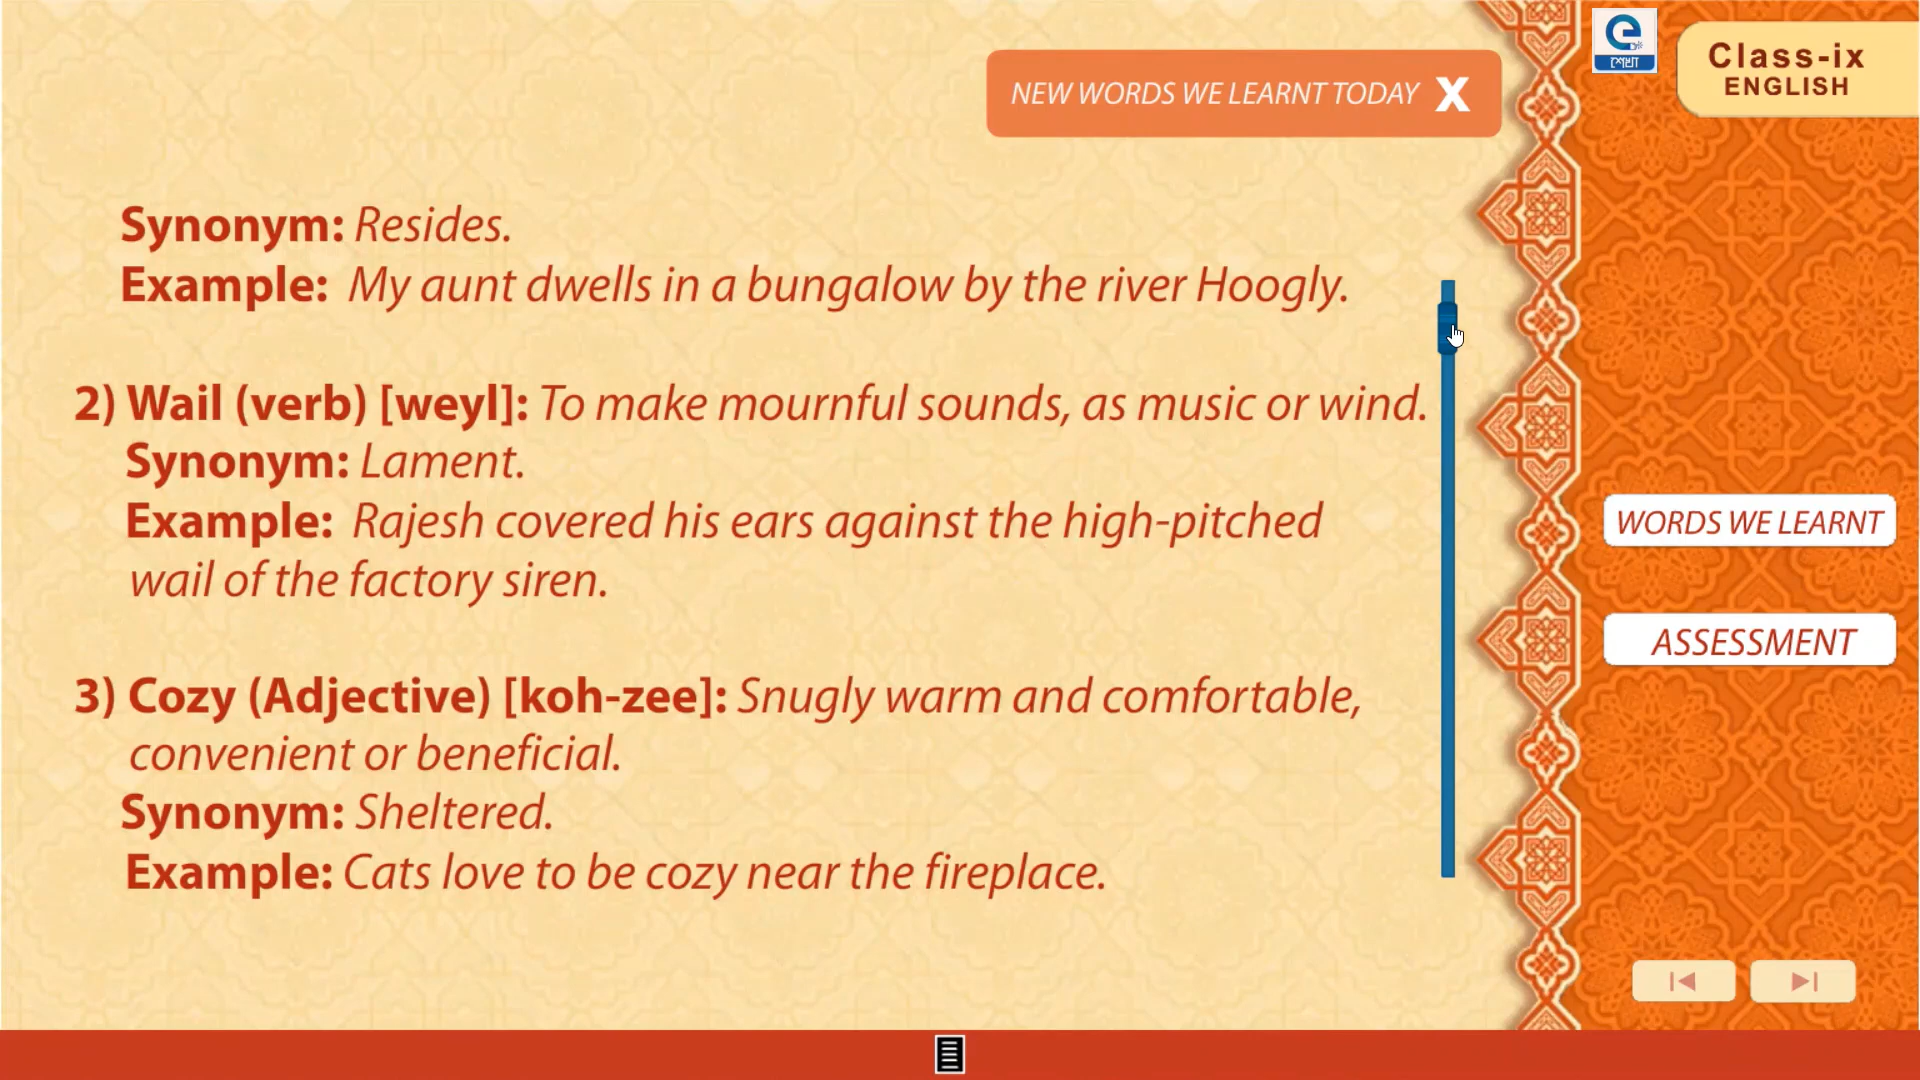 NEW WORDS WE LEARNT TODAY X
e
Class-ix
ENGLISH
Synonym: Resides.
Example: My aunt dwells in a bungalow by the river Hoogly.
2) Wail (verb) [weyl]: To make mournful sounds, as music or wind.
Synonym: Lament.
Example: Rajesh covered his ears against the high-pitched
wail of the factory siren.
3) Cozy (Adjective) [koh-zee]: Snugly warm and comfortable,
convenient or beneficial.
Synonym: Sheltered.
Example: Cats love to be cozy near the fireplace.
WORDS WE LEARNT
ASSESSMENT